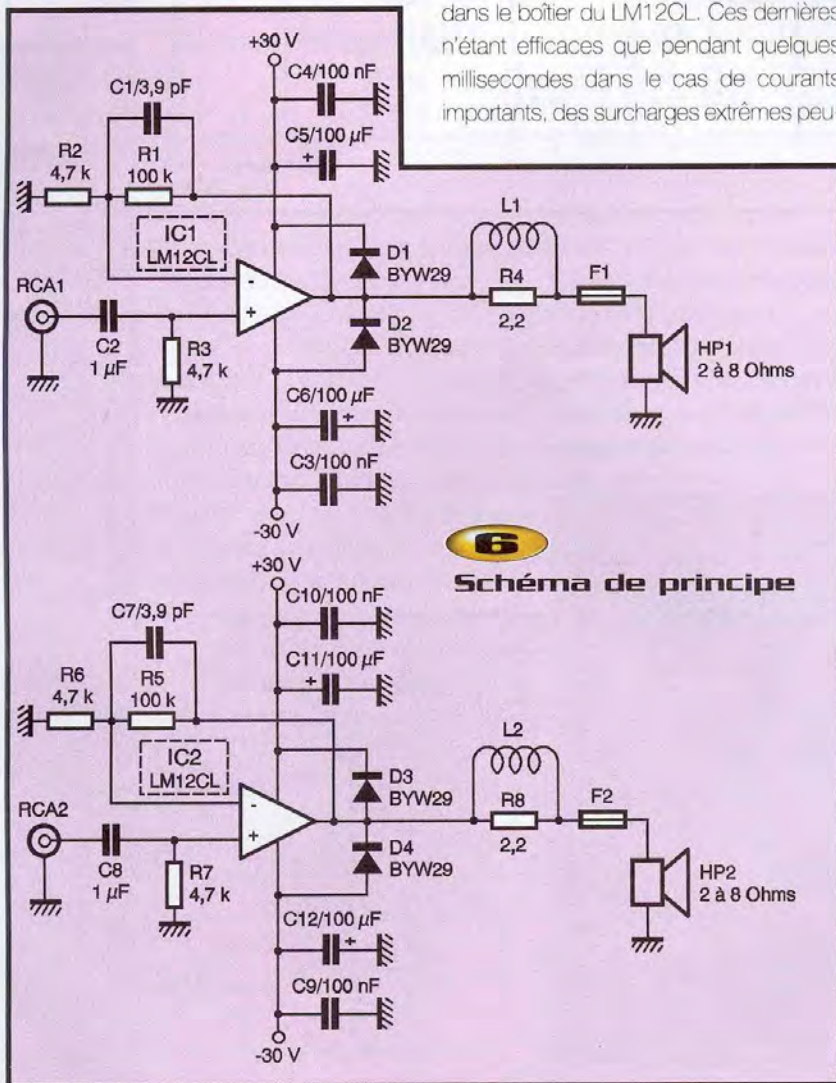 dans le boîtier du LM12CL. Ces dernières
n'étant efficaces que pendant quelques
millisecondes dans le cas de courants
importants, des surcharges extrêmes peu-
+30 V
C4/100 nF
C5/100 µF
+
C1/3,9 pF
R2
4,7 k
R1
100 k
IC1
LM12CL
RCA1
C2
1 µF
R3
4,7 k
-
+
D1
BYW29
D2
BYW29
L1
R4
2,2
F1
HP1
2 à 8 Ohms
C6/100 µF
+
C3/100 nF
-30 V
6
Schéma de principe
+30 V
C10/100 nF
C11/100 µF
+
C7/3,9 pF
R6
4,7 k
R5
100 k
IC2
LM12CL
RCA2
C8
1 µF
R7
4,7 k
-
+
D3
BYW29
D4
BYW29
L2
R8
2,2
F2
HP2
2 à 8 Ohms
C12/100 µF
+
C9/100 nF
-30 V